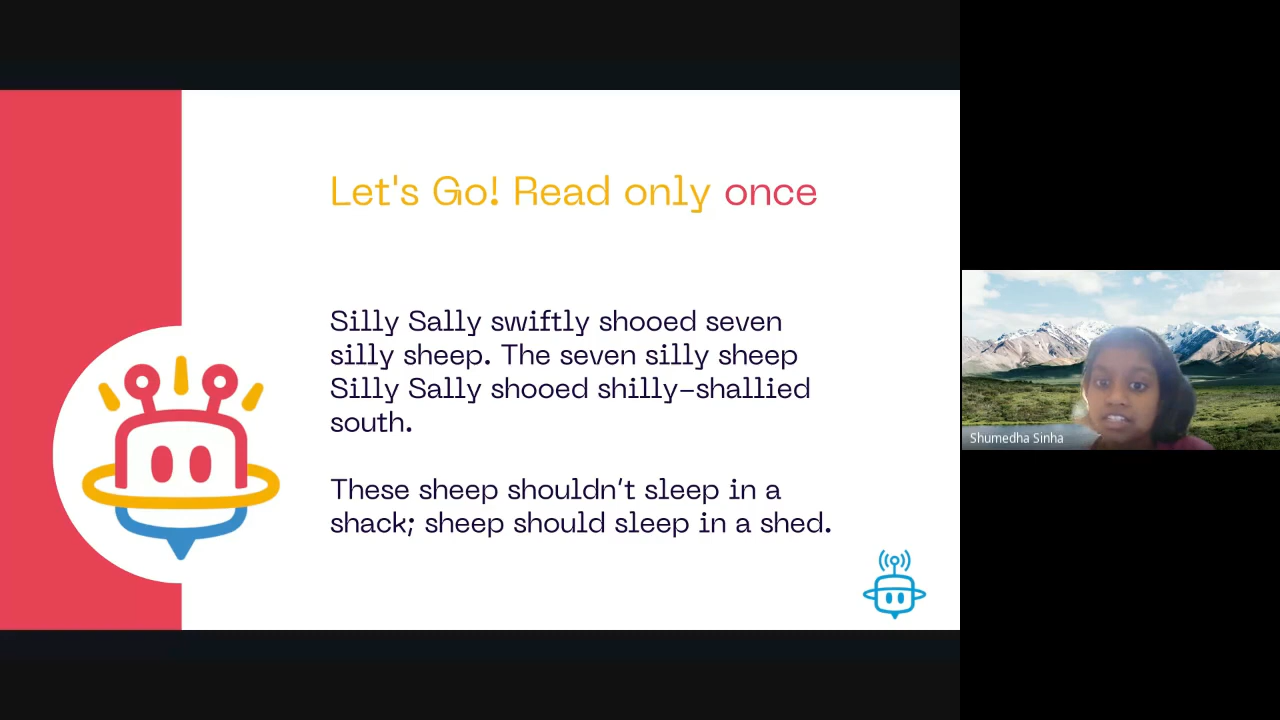 Let's Go! Read only once
Silly Sally swiftly shooed seven
silly sheep. The seven silly sheep
Silly Sally shooed shilly-shallied
south.
These sheep shouldn't sleep in a
shack; sheep should sleep in a shed.
Shumedha Sinha